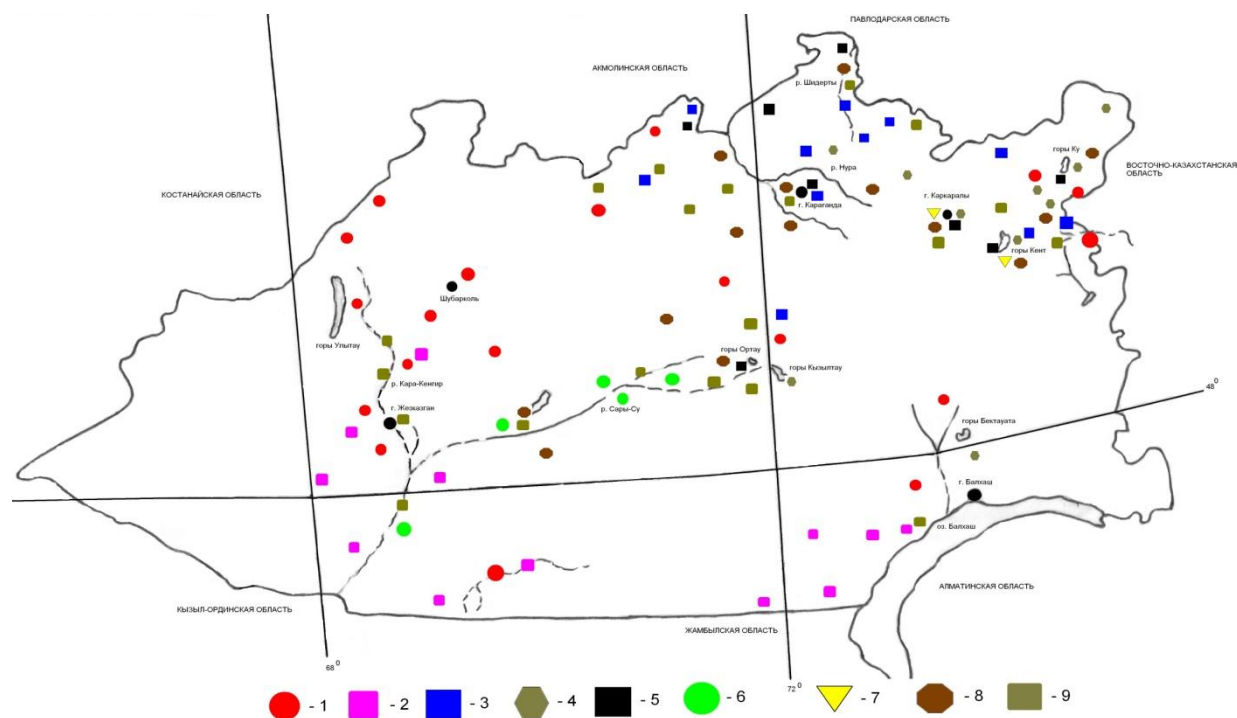 ПАВЛОДАРСКАЯ ОБЛАСТЬ
АКМОЛИНСКАЯ ОБЛАСТЬ
р. Шидерты
КОСТАНАЙСКАЯ ОБЛАСТЬ
р. Нура
горы Ку
ВОСТОЧНО-КАЗАХСТАНСКАЯ
ОБЛАСТЬ
г. Караганда
г. Каркаралы
горы Кент
Шубарколь
горы Улытау
горы Ортау
горы Кызылтау
р. Кара-Кенгир
48⁰
г. Жезказган
р. Сары-Су
горы Бектауата
г. Балхаш
оз. Балхаш
АЛМАТИНСКАЯ ОБЛАСТЬ
КЫЗЫЛ-ОРДИНСКАЯ ОБЛАСТЬ
ЖАМБЫЛСКАЯ ОБЛАСТЬ
68⁰
72⁰
- 1 - 2 - 3 - 4 - 5 - 6 - 7 - 8 - 9